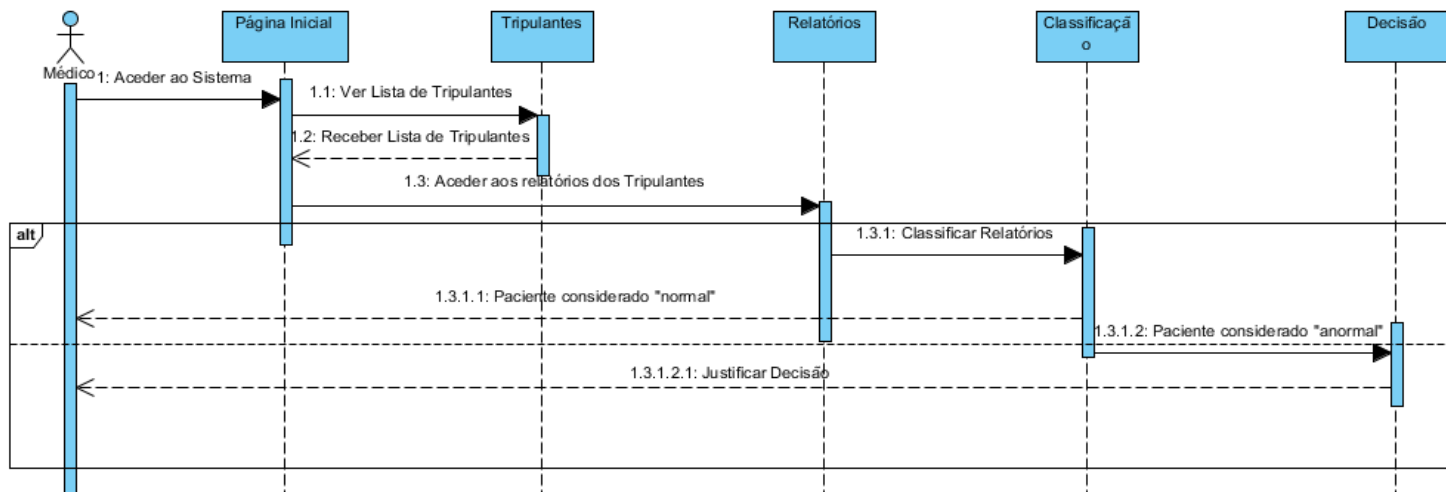 Página Inicial
Tripulantes
Relatórios
Classificaçã
o
Decisão
Médico
1: Aceder ao Sistema
1.1: Ver Lista de Tripulantes
1.2: Receber Lista de Tripulantes
1.3: Aceder aos relatórios dos Tripulantes
alt
1.3.1: Classificar Relatórios
1.3.1.1: Paciente considerado "normal"
1.3.1.2: Paciente considerado "anormal"
1.3.1.2.1: Justificar Decisão